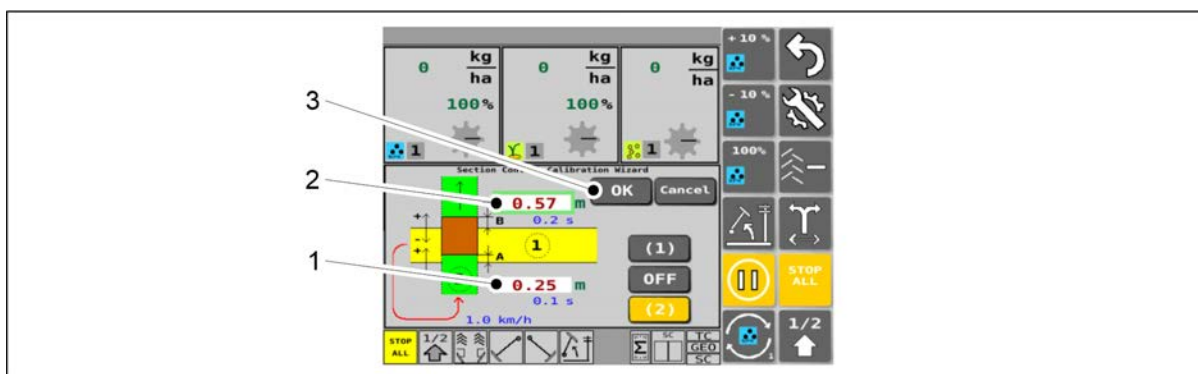 kg kg kg
0 0 0
ha ha ha
100% 100%
1 1 1
Section Control Calibration Wizard
3
OK Cancel
2
0.57 m
B 0.2 s
+
-
+
1 (1)
A
1
0.25 m OFF
0.1 s
(2)
1.0 km/h
STOP ALL 1/2 Σ SC TC
GEO
SC
+ 10 %
- 10 %
100%
STOP
ALL
1
1/2